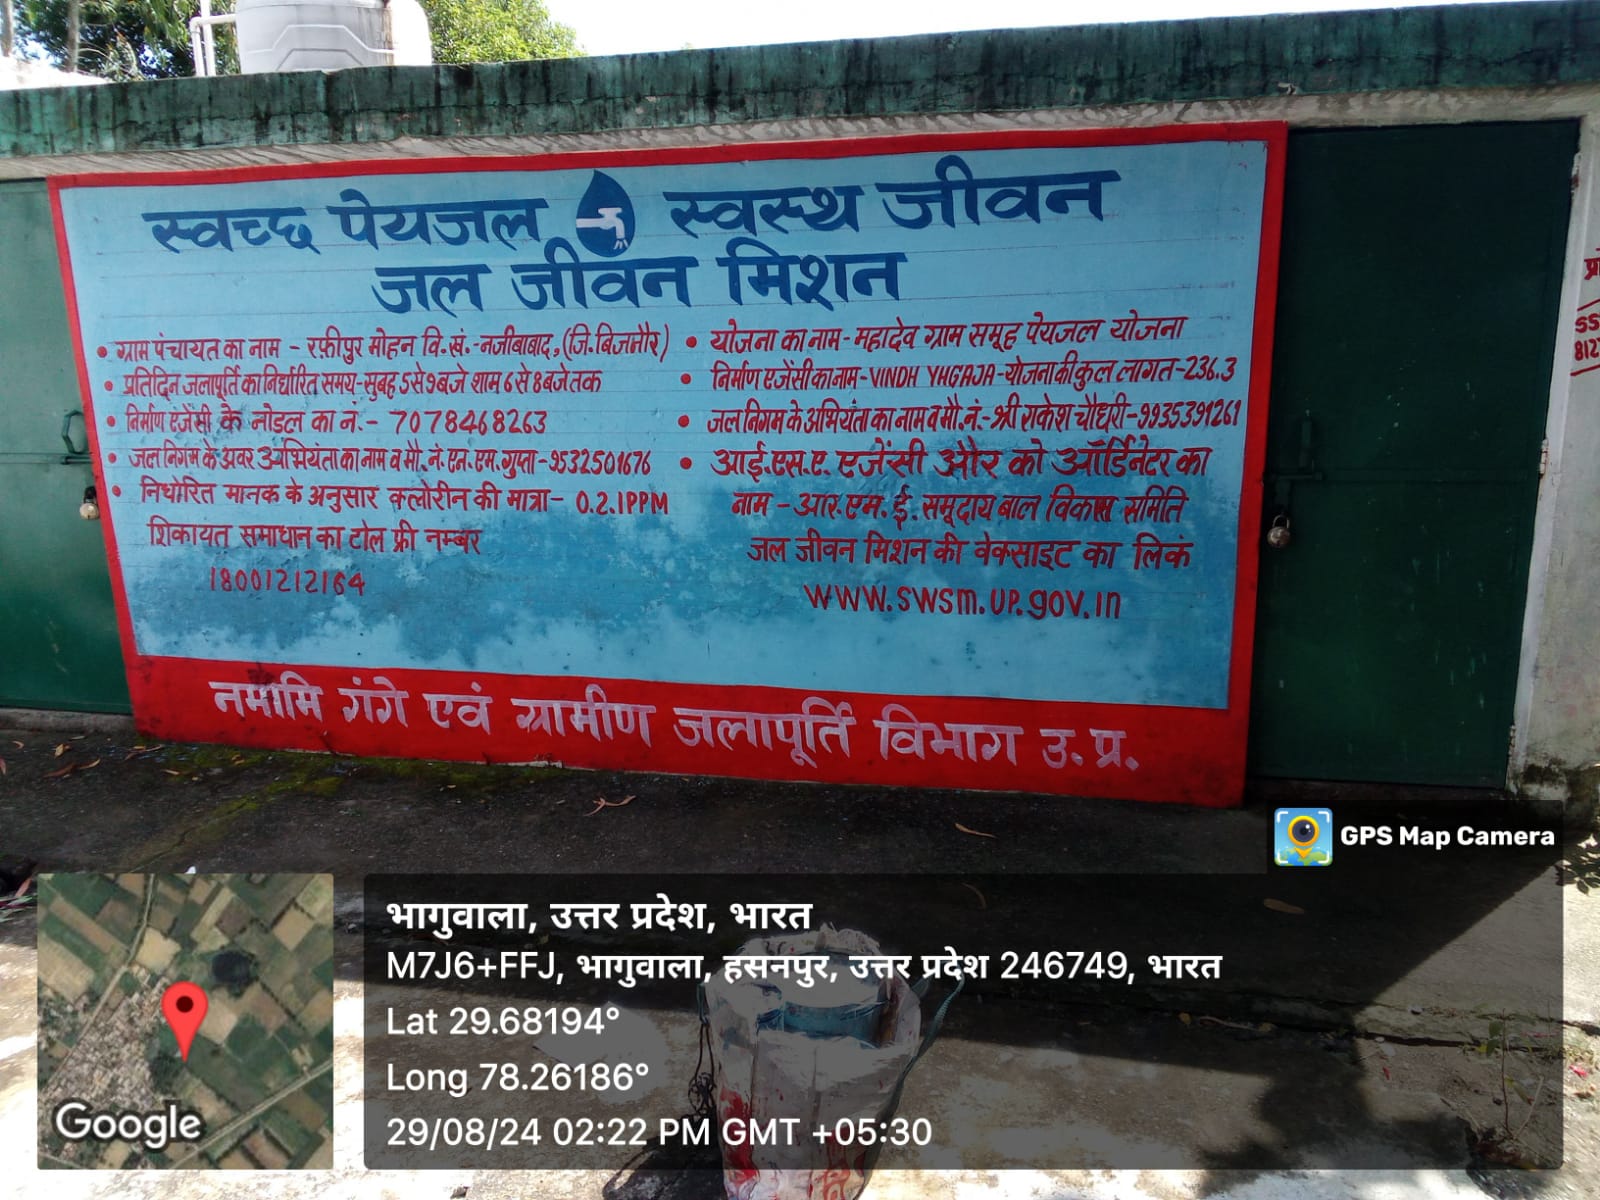 स्वच्छ पेयजल स्वस्थ जीवन
जल जीवन मिशन
• ग्राम पंचायत का नाम - रफ़ीपुर मोहन वि.खं.-नजीबाबाद,(जि.बिजनौर)
• प्रतिदिन जलापूर्ति का निर्धारित समय-सुबह 5 से 9 बजे शाम 6 से 8 बजे तक
• निर्माण एजेंसी के नोडल का नं.- 7078468263
• जल निगम के अवर अभियंता का नाम व मौ.नं.एन.एम.गुप्ता-9532501676
• निर्धारित मानक के अनुसार क्लोरीन की मात्रा- 0.2.1PPM
शिकायत समाधान का टोल फ्री नम्बर
18001212164
• योजना का नाम-महादेव ग्राम समूह पेयजल योजना
• निर्माण एजेंसी का नाम-VINDH YHGAJA-योजना की कुल लागत-236.3
• जल निगम के अभियंता का नाम व मौ.नं.-श्री राकेश चौधरी-9935391261
• आई.एस.ए. एजेंसी और को ऑर्डिनेटर का
नाम - आर.एम.ई. समूदाय बाल विकास समिति
जल जीवन मिशन की वेक्साइट का लिकं
www.swsm.up.gov.in
नमामि गंगे एवं ग्रामीण जलापूर्ति विभाग उ.प्र.
GPS Map Camera
भागुवाला, उत्तर प्रदेश, भारत
M7J6+FFJ, भागुवाला, हसनपुर, उत्तर प्रदेश 246749, भारत
Lat 29.68194°
Long 78.26186°
29/08/24 02:22 PM GMT +05:30
Google